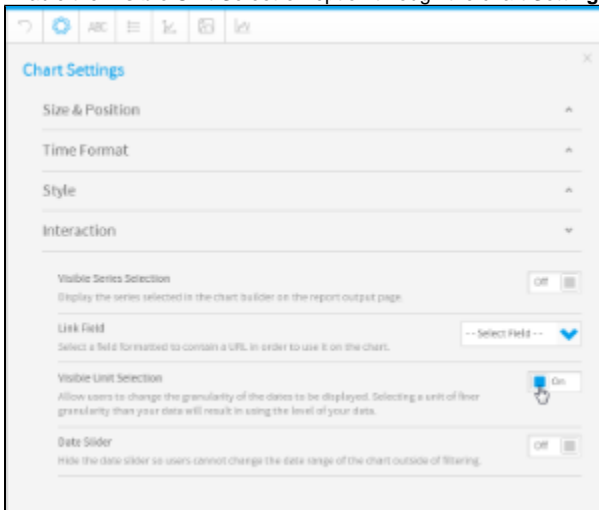 ABC
Chart Settings
Size & Position
Time Format
Style
Interaction
Visible Series Selection
Off
Display the series selected in the chart builder on the report output page.
Link Field
-- Select Field --
Select a field formatted to contain a URL in order to use it on the chart.
Visible Unit Selection
On
Allow users to change the granularity of the dates to be displayed. Selecting a unit of finer
granularity than your data will result in using the level of your data.
Date Slider
Off
Hide the date slider so users cannot change the date range of the chart outside of filtering.